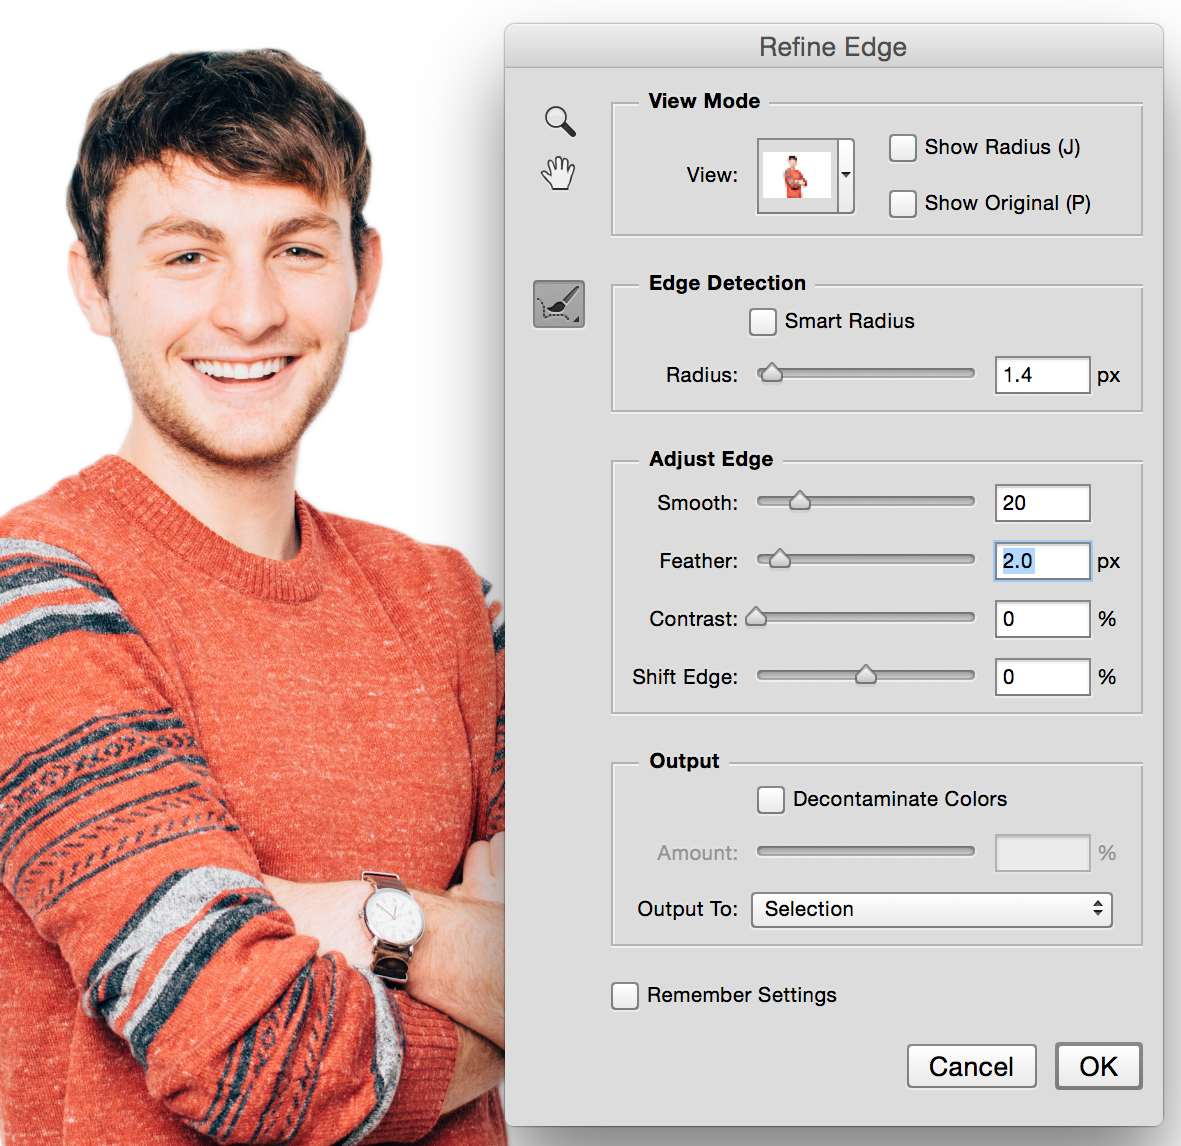 Refine Edge
View Mode
View:
Show Radius (J)
Show Original (P)
Edge Detection
Smart Radius
Radius: 1.4 px
Adjust Edge
Smooth: 20
Feather: 2.0 px
Contrast: 0 %
Shift Edge: 0 %
Output
Decontaminate Colors
Amount: %
Output To: Selection
Remember Settings
Cancel OK